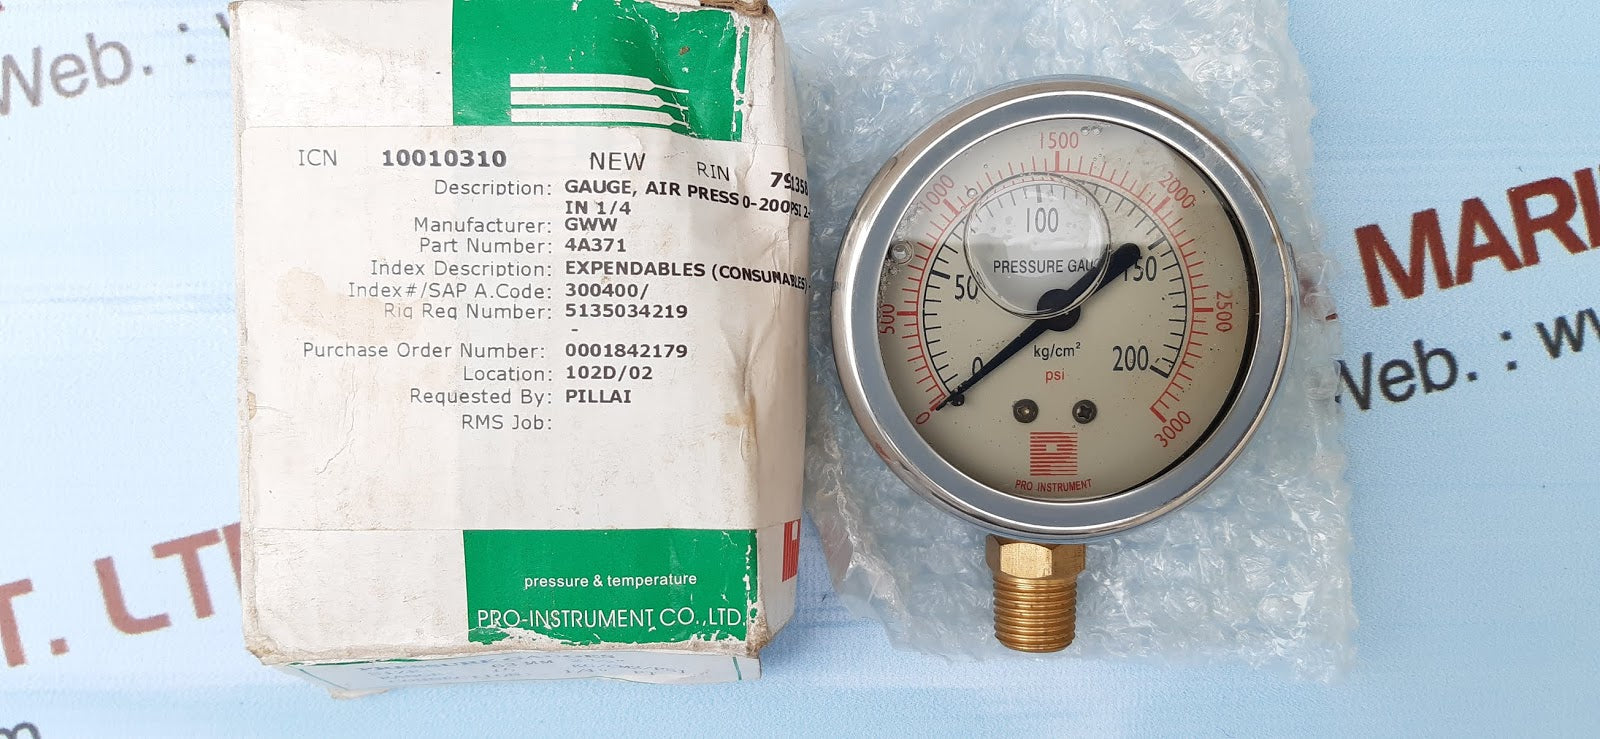 Web. :
ICN 10010310 NEW RIN
Description: GAUGE, AIR PRESS 0-200PSI
IN 1/4
Manufacturer: GWW
Part Number: 4A371
Index Description: EXPENDABLES (CONSUMABLES)
Index#/SAP A.Code: 300400/
Rig Req Number: 5135034219
-
Purchase Order Number: 0001842179
Location: 102D/02
Requested By: PILLAI
RMS Job:
pressure & temperature
PRO-INSTRUMENT CO.,LTD.
0
500
1000
1500
2000
2500
3000
0
50
100
150
200
PRESSURE
kg/cm²
psi
PRO INSTRUMENT
Web. :
T. LT